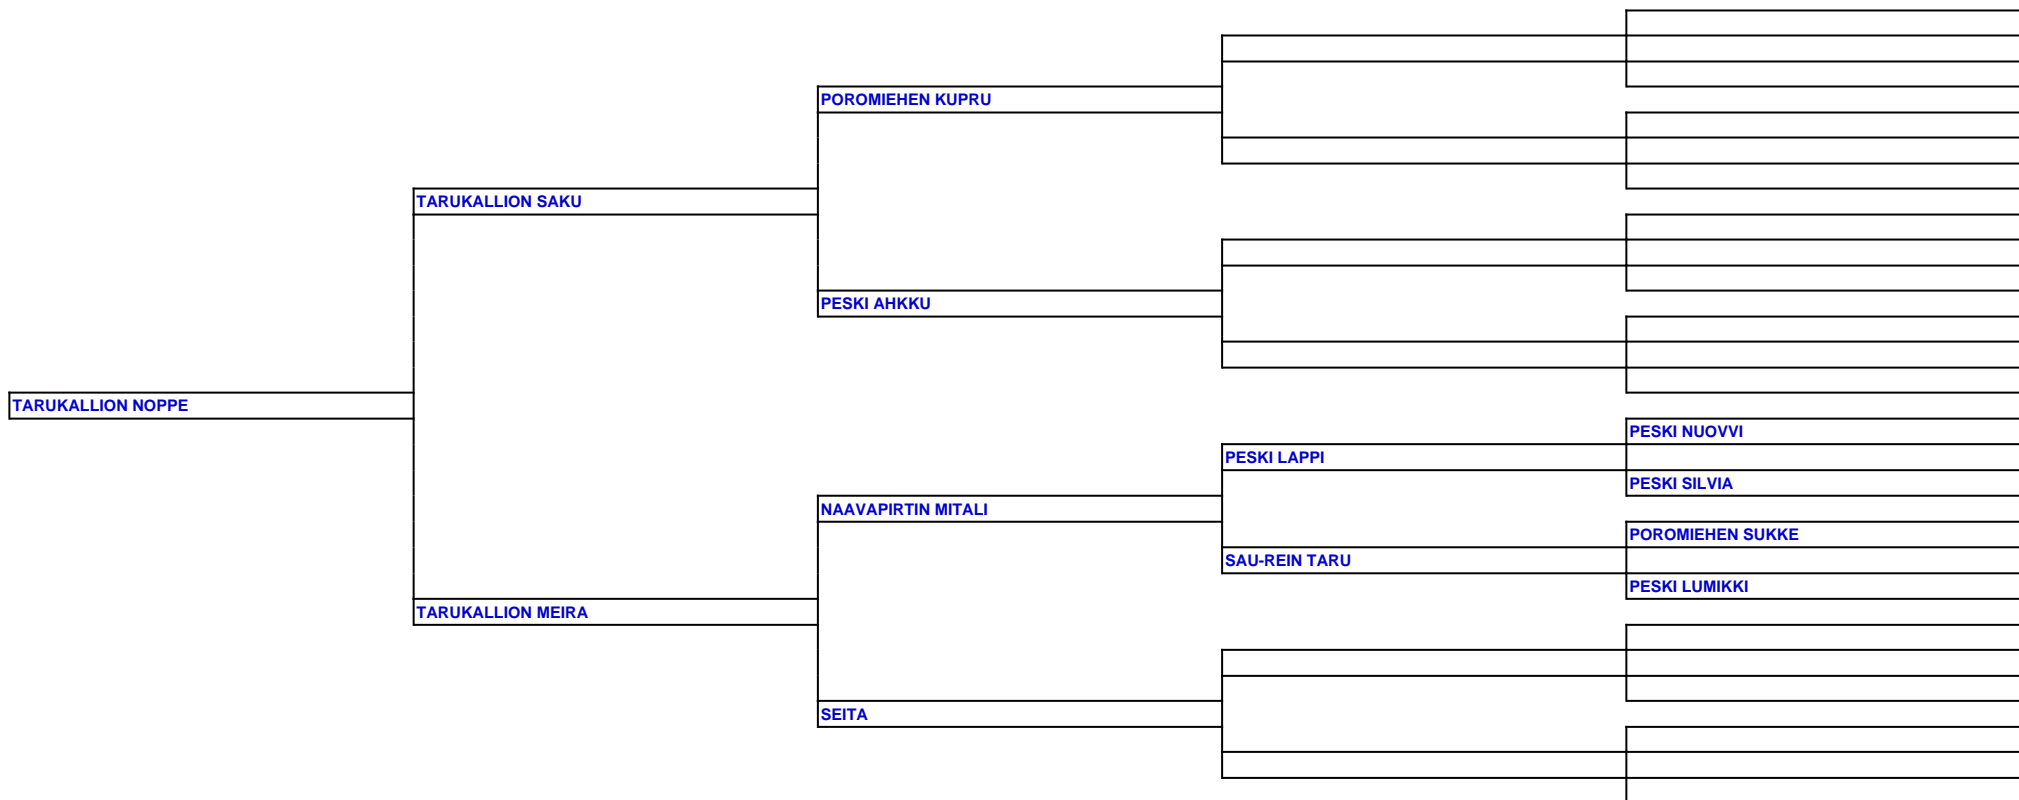 POROMIEHEN KUPRU
TARUKALLION SAKU
PESKI AHKKU
TARUKALLION NOPPE
PESKI NUOVVI
PESKI LAPPI
PESKI SILVIA
NAAVAPIRTIN MITALI
POROMIEHEN SUKKE
SAU-REIN TARU
PESKI LUMIKKI
TARUKALLION MEIRA
SEITA